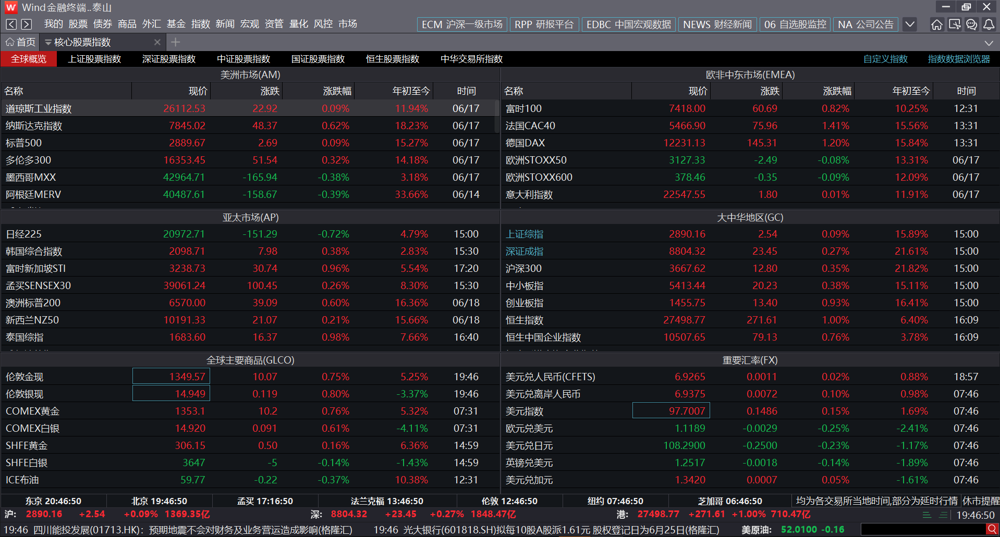 Wind金融终端..泰山
我的 股票 债券 商品 外汇 基金 指数 新闻 宏观 资管 量化 风控 市场 ECM 沪深一级市场 RPP 研报平台 EDBC 中国宏观数据 NEWS 财经新闻 06 自选股监控 NA 公司公告
首页 核心股票指数
全球概览 上证股票指数 深证股票指数 中证股票指数 国证股票指数 恒生股票指数 中华交易所指数 自定义指数 指数数据浏览器
美洲市场(AM)
名称 现价 涨跌 涨跌幅 年初至今 时间
道琼斯工业指数 26112.53 22.92 0.09% 11.94% 06/17
纳斯达克指数 7845.02 48.37 0.62% 18.23% 06/17
标普500 2889.67 2.69 0.09% 15.27% 06/17
多伦多300 16353.45 51.54 0.32% 14.18% 06/17
墨西哥MXX 42964.71 -165.94 -0.38% 3.18% 06/17
阿根廷MERV 40487.61 -158.67 -0.39% 33.66% 06/14
欧非中东市场(EMEA)
名称 现价 涨跌 涨跌幅 年初至今 时间
富时100 7418.00 60.69 0.82% 10.25% 12:31
法国CAC40 5466.90 75.96 1.41% 15.56% 13:31
德国DAX 12231.13 145.31 1.20% 15.84% 13:31
欧洲STOXX50 3127.33 -2.49 -0.08% 13.31% 06/17
欧洲STOXX600 378.46 -0.35 -0.09% 12.09% 06/17
意大利指数 22547.55 1.80 0.01% 11.91% 06/17
亚太市场(AP)
日经225 20972.71 -151.29 -0.72% 4.79% 15:00
韩国综合指数 2098.71 7.98 0.38% 2.83% 15:30
富时新加坡STI 3238.73 30.74 0.96% 5.54% 17:20
孟买SENSEX30 39061.24 100.45 0.26% 8.30% 15:30
澳洲标普200 6570.00 39.09 0.60% 16.36% 06/18
新西兰NZ50 10191.33 21.07 0.21% 15.66% 06/18
泰国综指 1683.60 16.37 0.98% 7.66% 16:40
大中华地区(GC)
上证综指 2890.16 2.54 0.09% 15.89% 15:00
深证成指 8804.32 23.45 0.27% 21.61% 15:00
沪深300 3667.62 12.80 0.35% 21.82% 15:00
中小板指 5413.44 20.23 0.38% 15.11% 15:00
创业板指 1455.75 13.40 0.93% 16.41% 15:00
恒生指数 27498.77 271.61 1.00% 6.40% 16:09
恒生中国企业指数 10507.65 79.13 0.76% 3.78% 16:09
全球主要商品(GLCO)
伦敦金现 1349.57 10.07 0.75% 5.25% 19:46
伦敦银现 14.949 0.119 0.80% -3.37% 19:46
COMEX黄金 1353.1 10.2 0.76% 5.32% 07:31
COMEX白银 14.920 0.091 0.61% -4.11% 07:31
SHFE黄金 306.15 0.50 0.16% 6.36% 14:59
SHFE白银 3647 -5 -0.14% -1.43% 14:59
ICE布油 59.77 -0.22 -0.37% 10.38% 12:31
重要汇率(FX)
美元兑人民币(CFETS) 6.9265 0.0011 0.02% 0.88% 18:57
美元兑离岸人民币 6.9375 0.0072 0.10% 0.98% 07:46
美元指数 97.7007 0.1486 0.15% 1.69% 07:46
欧元兑美元 1.1189 -0.0029 -0.25% -2.41% 07:46
美元兑日元 108.2900 -0.2500 -0.23% -1.17% 07:46
英镑兑美元 1.2517 -0.0018 -0.14% -1.89% 07:46
美元兑加元 1.3420 0.0007 0.05% -1.61% 07:46
东京 20:46:50 北京 19:46:50 孟买 17:16:50 法兰克福 13:46:50 伦敦 12:46:50 纽约 07:46:50 芝加哥 06:46:50 均为各交易所当地时间,部分为延时行情 休市提醒
沪: 2890.16 +2.54 +0.09% 1369.35亿 深: 8804.32 +23.45 +0.27% 1848.47亿 港: 27498.77 +271.61 +1.00% 710.47亿 19:46:50
19:46 四川能投发展(01713.HK): 预期地震不会对财务及业务营运造成影响(格隆汇) 19:46 光大银行(601818.SH)拟每10股A股派1.61元 股权登记日为6月25日(格隆汇) 美原油: 52.0100 -0.16